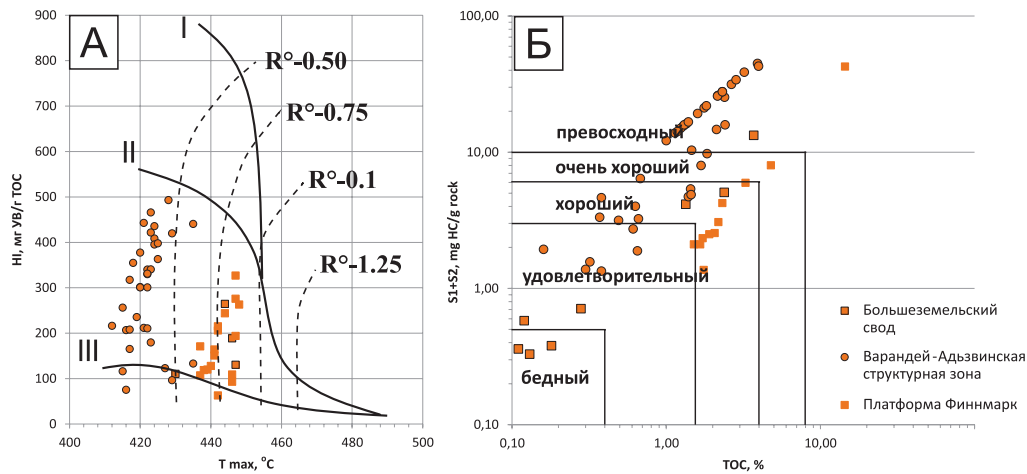 А
HI, мг УВ/г TOC
900
800
700
600
500
400
300
200
100
0
400
420
440
460
480
500
T max, °C
I
II
III
R°-0.50
R°-0.75
R°-0.1
R°-1.25
Б
S1+S2, mg HC/g rock
100,00
10,00
1,00
0,10
0,10
1,00
10,00
TOC, %
превосходный
очень хороший
хороший
удовлетворительный
бедный
Большеземельский
свод
Варандей-Адьзвинская
структурная зона
Платформа Финнмарк